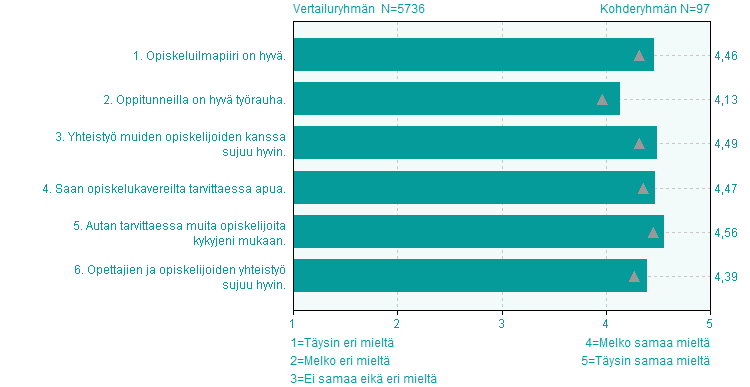 Vertailuryhmän N=5736
Kohderyhmän N=97
1. Opiskeluilmapiiri on hyvä.
4,46
2. Oppitunneilla on hyvä työrauha.
4,13
3. Yhteistyö muiden opiskelijoiden kanssa
sujuu hyvin.
4,49
4. Saan opiskelukavereilta tarvittaessa apua.
4,47
5. Autan tarvittaessa muita opiskelijoita
kykyjeni mukaan.
4,56
6. Opettajien ja opiskelijoiden yhteistyö
sujuu hyvin.
4,39
1 2 3 4 5
1=Täysin eri mieltä
2=Melko eri mieltä
3=Ei samaa eikä eri mieltä
4=Melko samaa mieltä
5=Täysin samaa mieltä